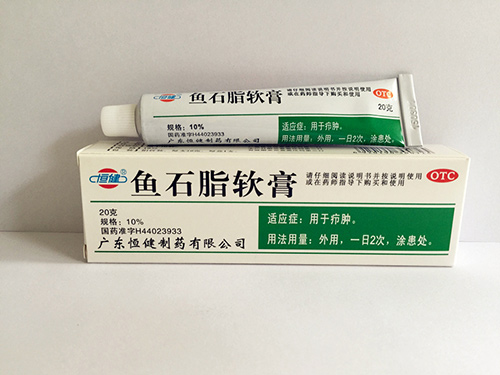 鱼石脂软膏
请仔细阅读说明书并按说明使用
或在药师指导下购买和使用
OTC
20克
规格：10%
国药准字H44023933
广东恒健制药有限公司
适应症：用于疖肿。
用法用量：外用，一日2次，涂患处。
恒健®
鱼石脂软膏
请仔细阅读说明书并按说明使用
或在药师指导下购买和使用
OTC
20克
规格：10%
国药准字H44023933
广东恒健制药有限公司
适应症：用于疖肿。
用法用量：外用，一日2次，涂患处。